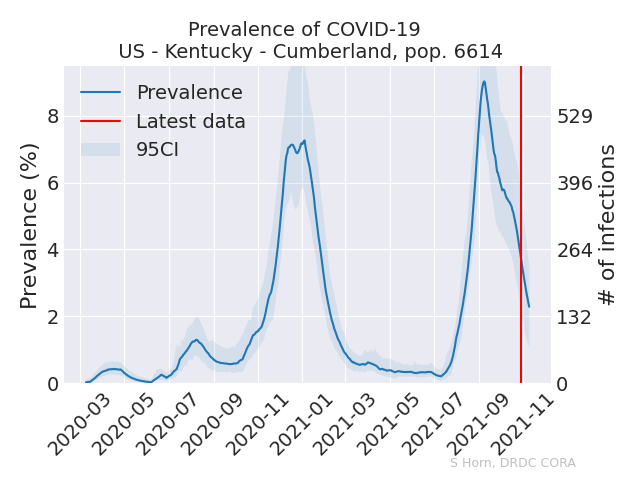 Prevalence of COVID-19
US - Kentucky - Cumberland, pop. 6614
Prevalence
Latest data
95CI
Prevalence (%)
8
6
4
2
0
529
396
264
132
0
# of infections
2020-03
2020-05
2020-07
2020-09
2020-11
2021-01
2021-03
2021-05
2021-07
2021-09
2021-11
S Horn, DRDC CORA